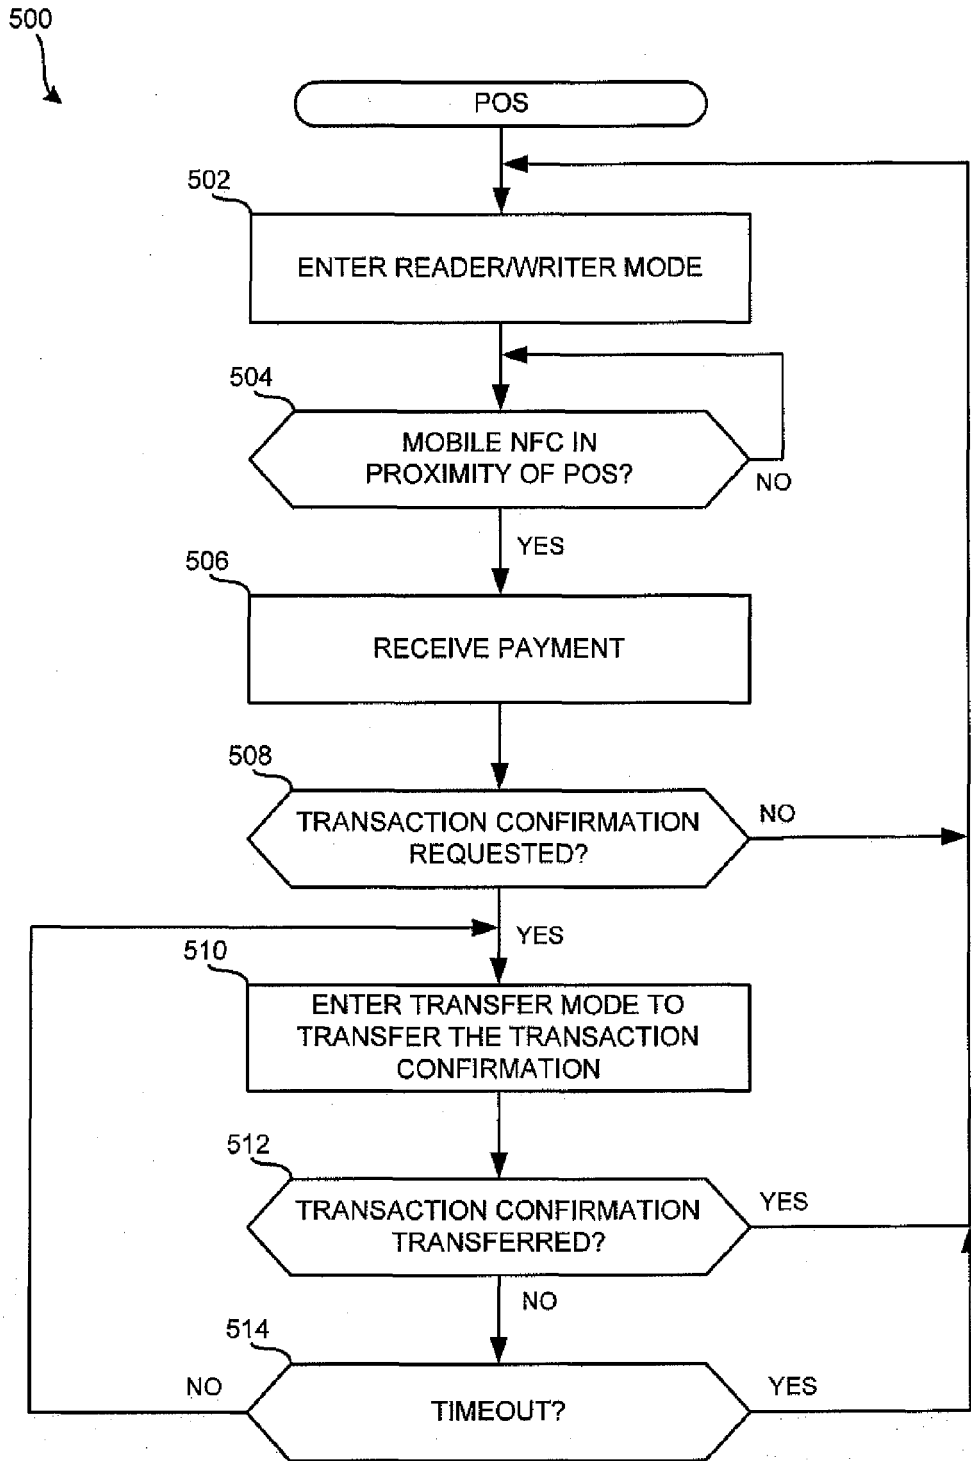 500
POS
502
ENTER READER/WRITER MODE
504
MOBILE NFC IN
PROXIMITY OF POS?
NO
YES
506
RECEIVE PAYMENT
508
TRANSACTION CONFIRMATION
REQUESTED?
NO
YES
510
ENTER TRANSFER MODE TO
TRANSFER THE TRANSACTION
CONFIRMATION
512
TRANSACTION CONFIRMATION
TRANSFERRED?
YES
NO
514
NO
TIMEOUT?
YES